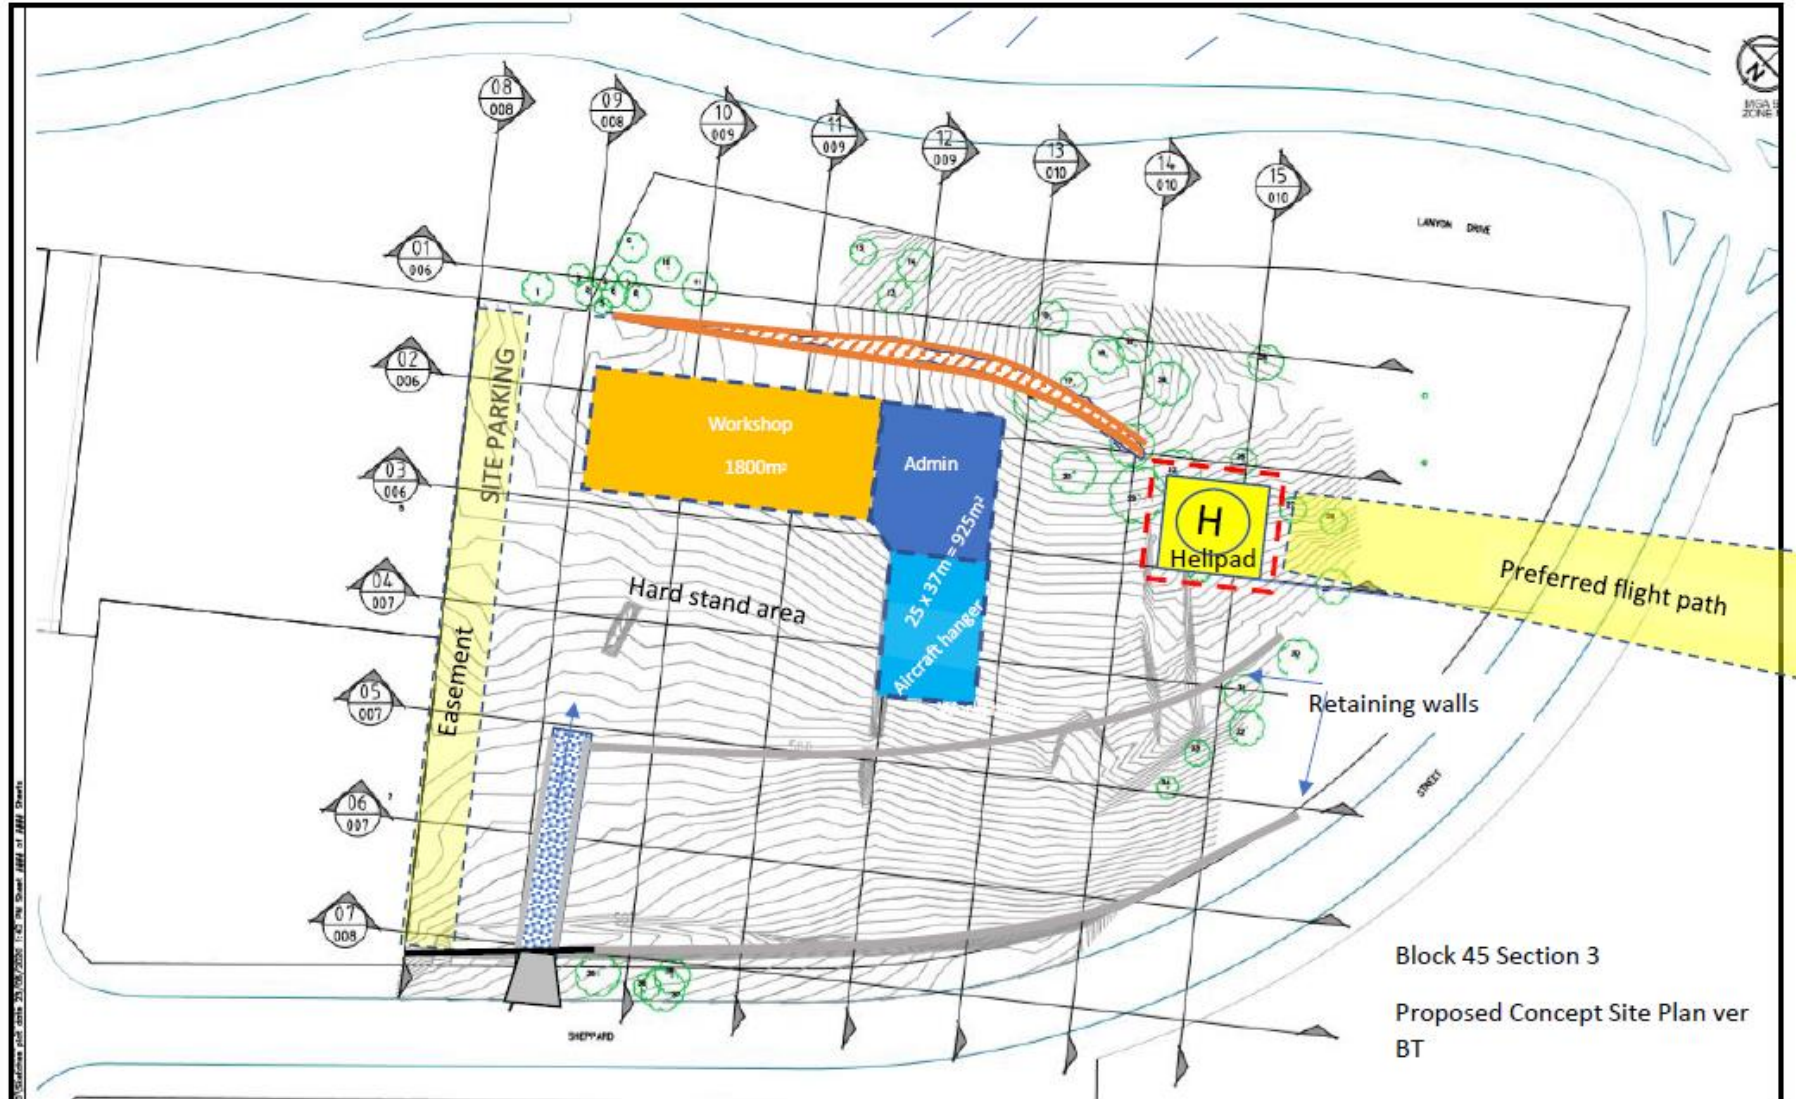 08
008
09
008
10
009
11
009
12
009
13
010
14
010
15
010
N
LANYON DRIVE
01
006
02
006
03
006
04
007
05
007
06
007
07
008
SITE PARKING
Easement
Workshop
1800m²
Admin
25 x 37m = 925m²
Aircraft hanger
Hard stand area
H
Helipad
Preferred flight path
Retaining walls
STREET
SHEPPARD
Block 45 Section 3
Proposed Concept Site Plan ver
BT